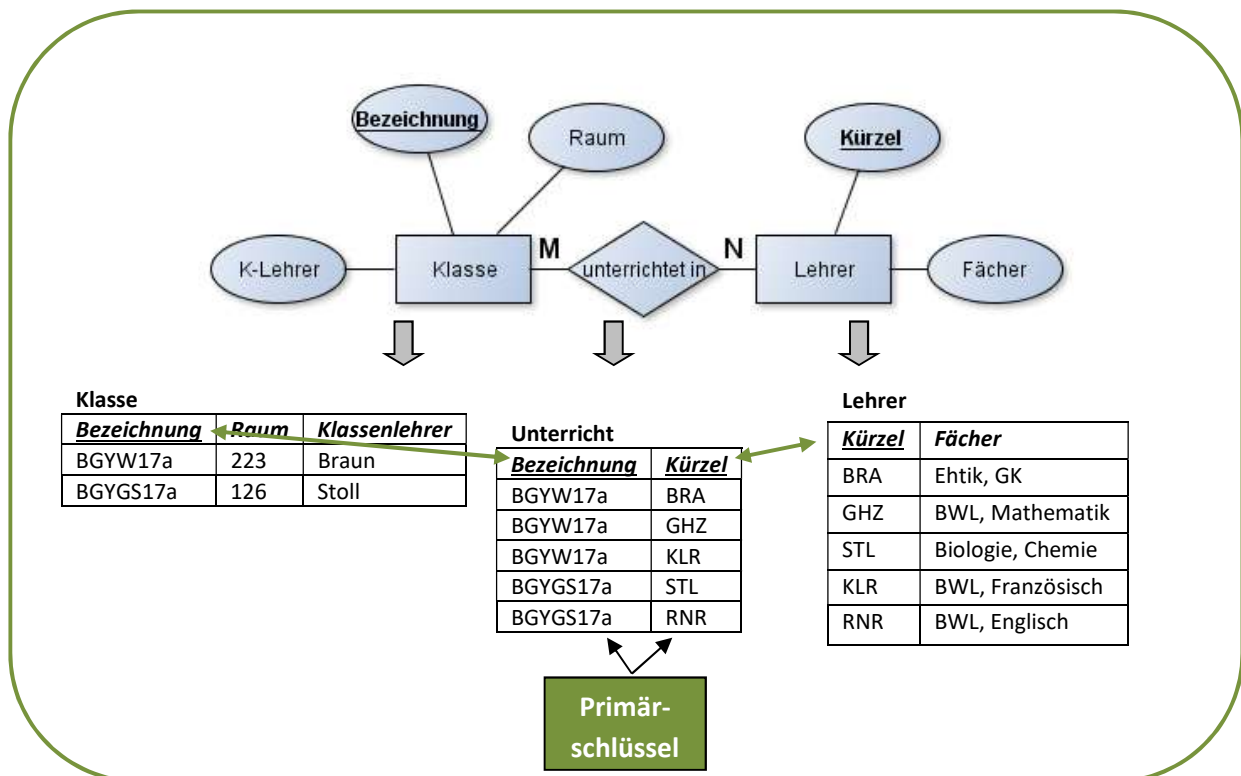 Bezeichnung
Raum
Kürzel
K-Lehrer
Klasse
M
unterrichtet in
N
Lehrer
Fächer
Klasse
Bezeichnung Raum Klassenlehrer
BGYW17a 223 Braun
BGYGS17a 126 Stoll
Unterricht
Bezeichnung Kürzel
BGYW17a BRA
BGYW17a GHZ
BGYW17a KLR
BGYGS17a STL
BGYGS17a RNR
Lehrer
Kürzel Fächer
BRA Ehtik, GK
GHZ BWL, Mathematik
STL Biologie, Chemie
KLR BWL, Französisch
RNR BWL, Englisch
Primär-
schlüssel